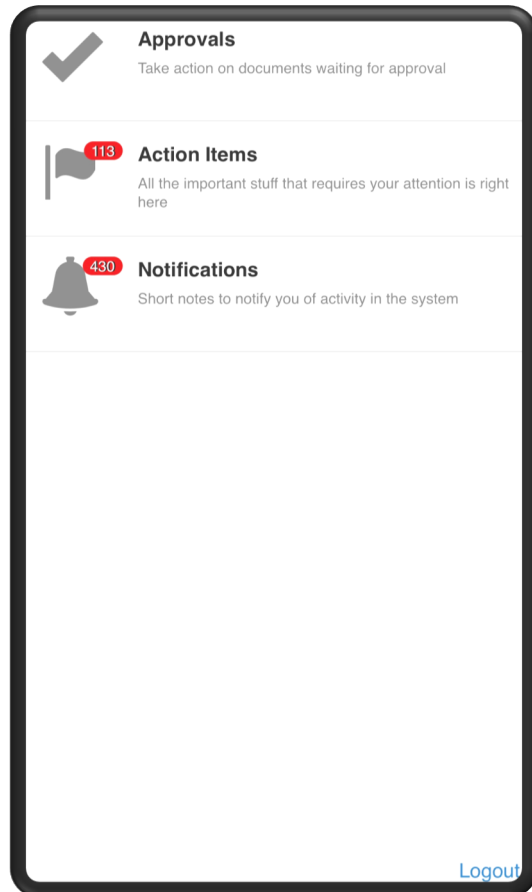 Approvals
Take action on documents waiting for approval
113
Action Items
All the important stuff that requires your attention is right
here
430
Notifications
Short notes to notify you of activity in the system
Logout